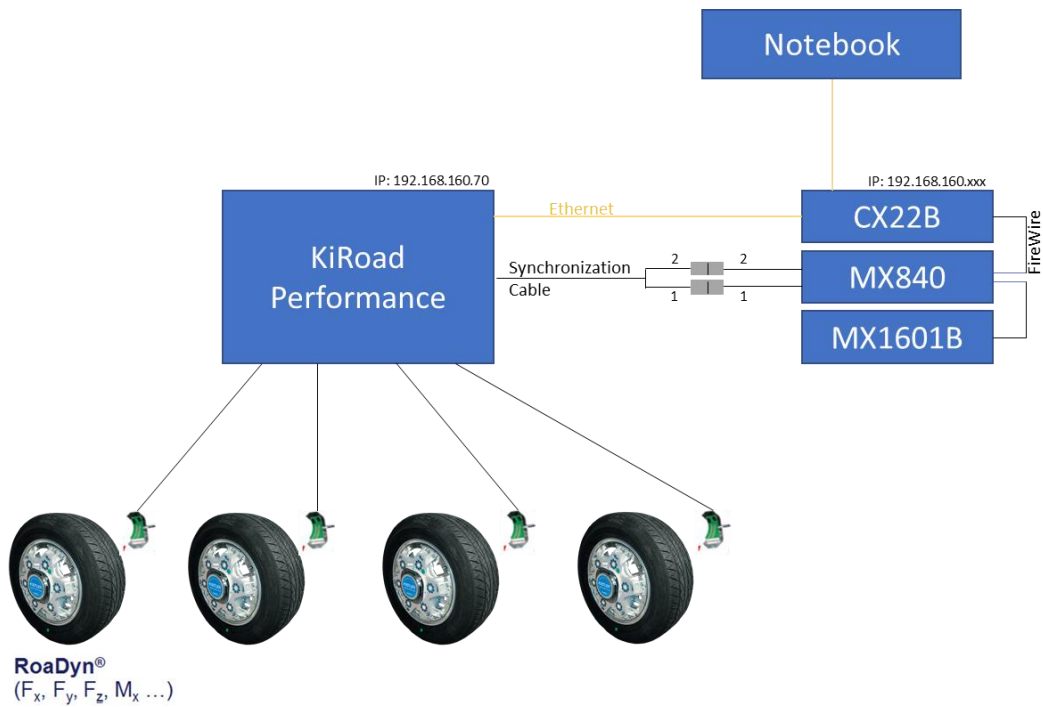 Notebook
IP: 192.168.160.70
IP: 192.168.160.xxx
Ethernet
CX22B
FireWire
KiRoad
Performance
Synchronization
Cable
2
2
1
1
MX840
MX1601B
RoaDyn®
(Fx, Fy, Fz, Mx ...)